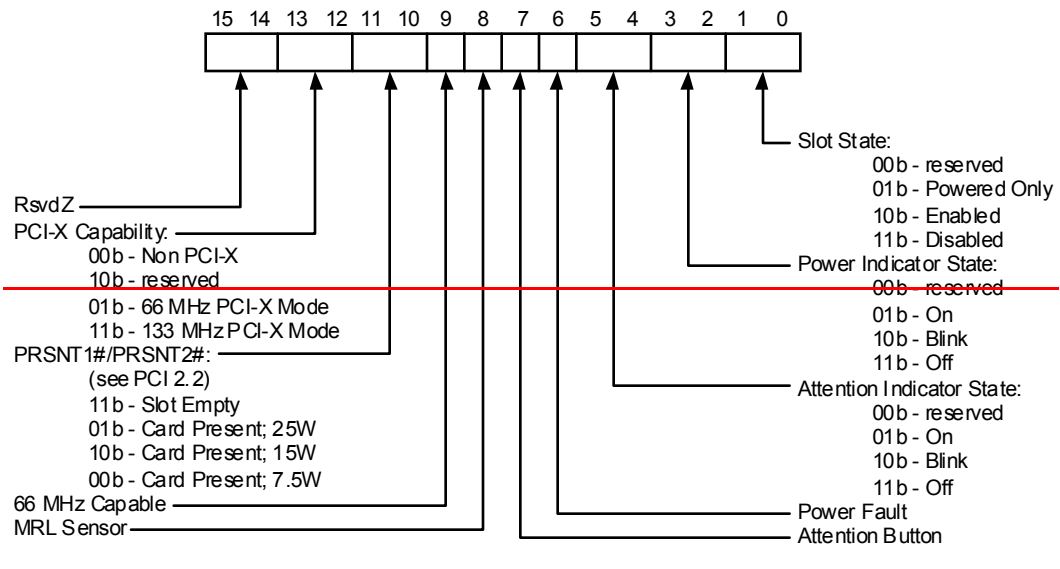 15 14 13 12 11 10 9 8 7 6 5 4 3 2 1 0
RsvdZ
PCI-X Capability:
00b - Non PCI-X
10b - reserved
01b - 66 MHz PCI-X Mode
11b - 133 MHz PCI-X Mode
PRSNT1#/PRSNT2#:
(see PCI 2.2)
11b - Slot Empty
01b - Card Present; 25W
10b - Card Present; 15W
00b - Card Present; 7.5W
66 MHz Capable
MRL Sensor
Slot State:
00b - reserved
01b - Powered Only
10b - Enabled
11b - Disabled
Power Indicator State:
00b - reserved
01b - On
10b - Blink
11b - Off
Attention Indicator State:
00b - reserved
01b - On
10b - Blink
11b - Off
Power Fault
Attention Button